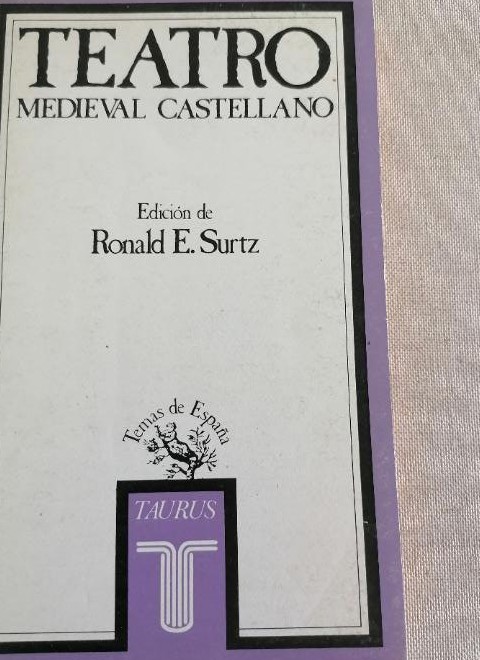 TEATRO
MEDIEVAL CASTELLANO
Edición de
Ronald E. Surtz
Temas de España
TAURUS
T